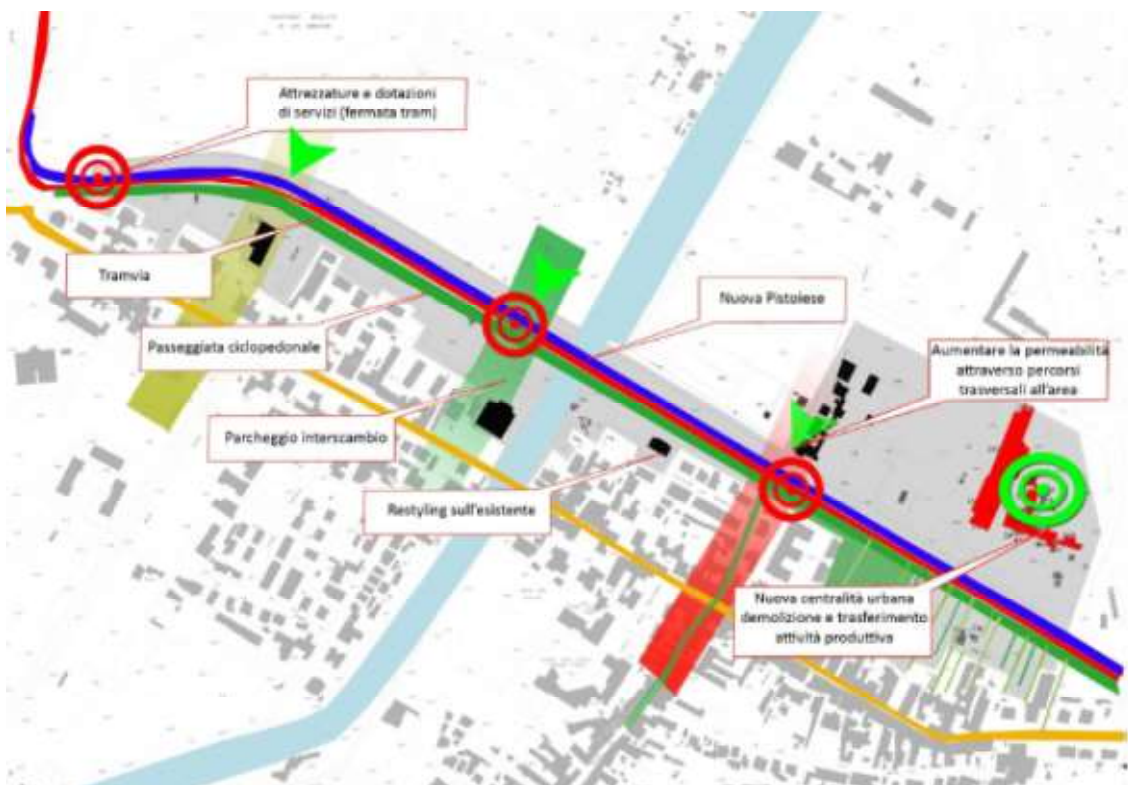 Attrezzature e dotazioni
di servizi (fermata tram)
Tramvia
Passeggiata ciclopedonale
Nuova Pistoiese
Aumentare la permeabilità
attraverso percorsi
trasversali all'area
Parcheggio interscambio
Restyling sull'esistente
Nuova centralità urbana
demolizione e trasferimento
attività produttiva